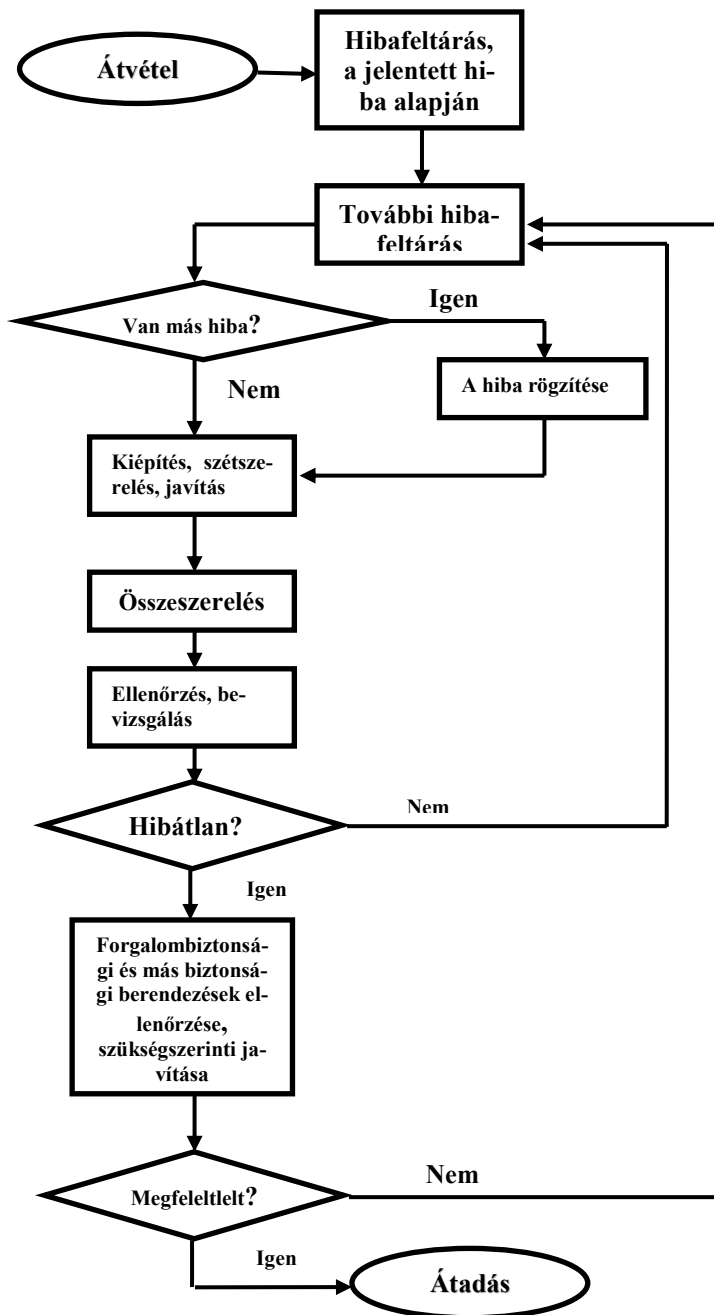 Átvétel
Hibafeltárás,
a jelentett hi-
ba alapján
További hiba-
feltárás
Van más hiba?
Igen
A hiba rögzítése
Nem
Kiépítés, szétsze-
relés, javítás
Összeszerelés
Ellenőrzés, be-
vizsgálás
Hibátlan?
Nem
Igen
Forgalombiztonsá-
gi és más biztonsá-
gi berendezések el-
lenőrzése,
szükségszerinti ja-
vítása
Megfeleltlelt?
Nem
Igen
Átadás